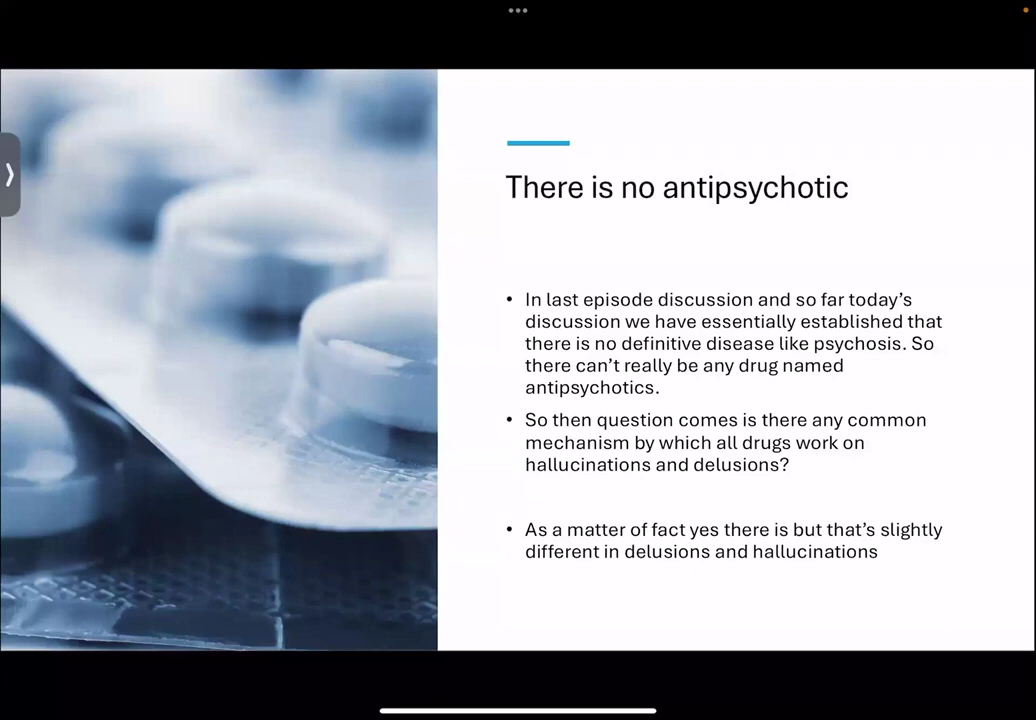 There is no antipsychotic
• In last episode discussion and so far today’s
discussion we have essentially established that
there is no definitive disease like psychosis. So
there can’t really be any drug named
antipsychotics.
• So then question comes is there any common
mechanism by which all drugs work on
hallucinations and delusions?
• As a matter of fact yes there is but that’s slightly
different in delusions and hallucinations